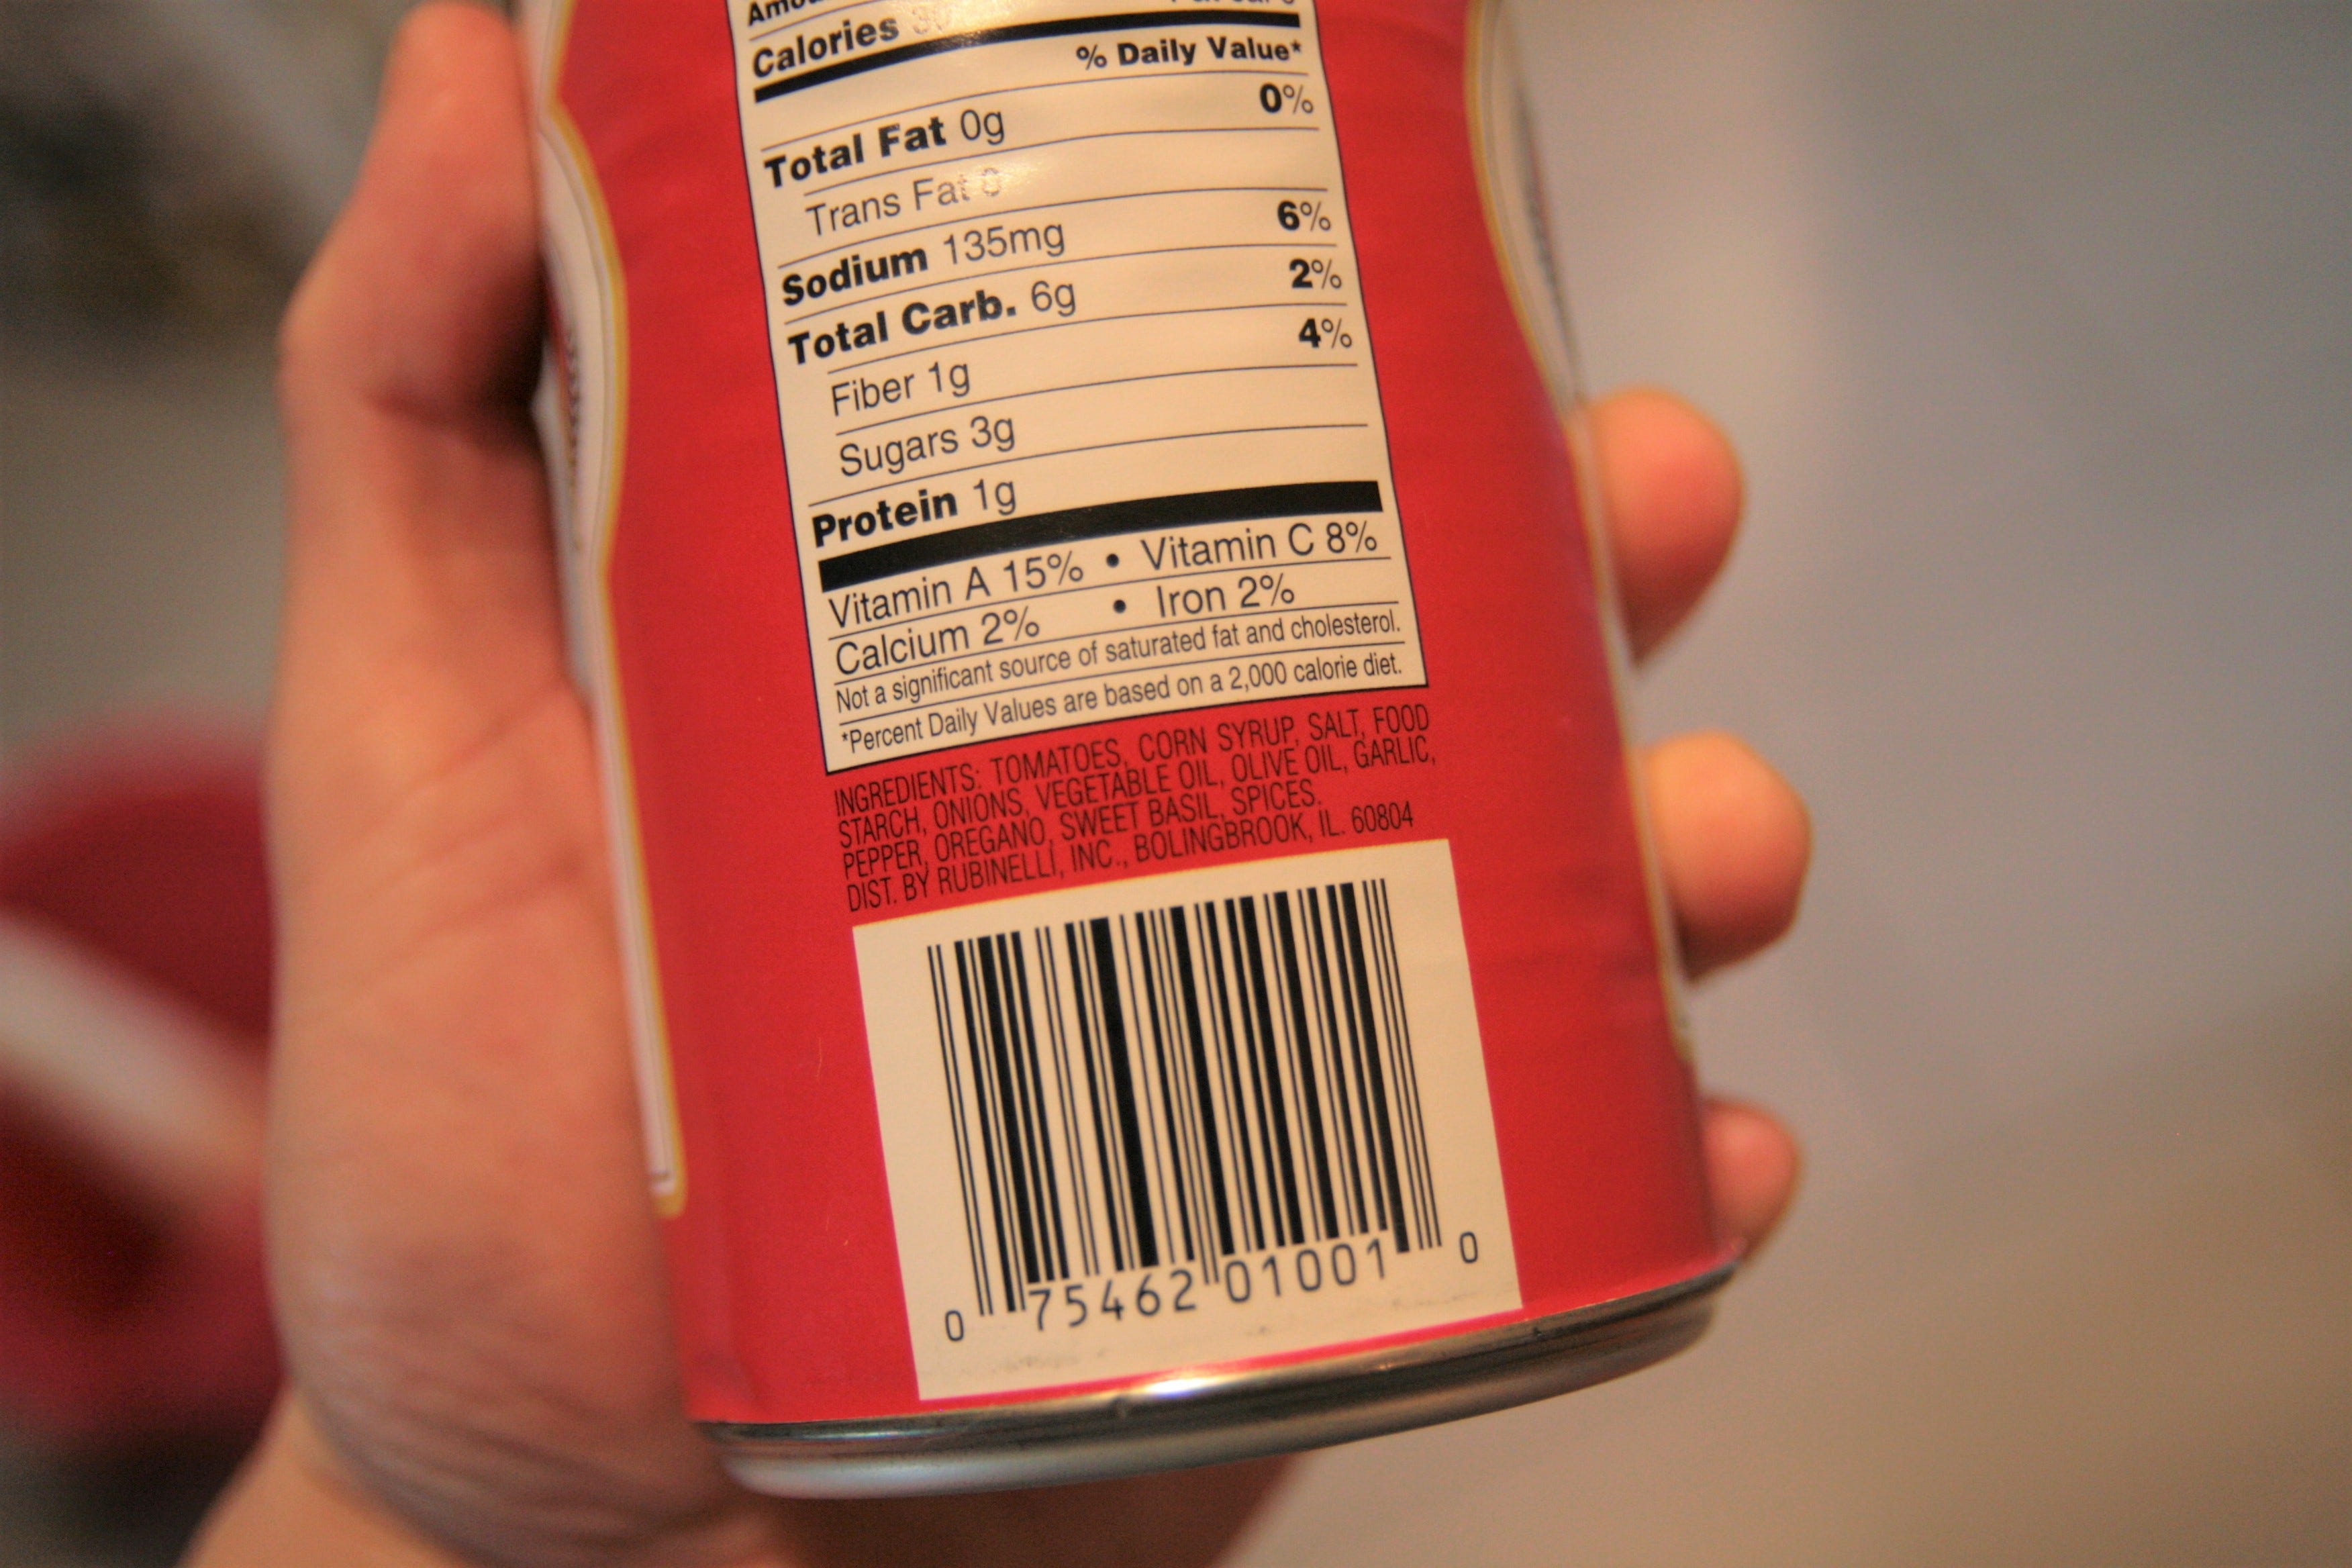 Calories 30
% Daily Value*
Total Fat 0g 0%
Trans Fat 0
Sodium 135mg 6%
Total Carb. 6g 2%
Fiber 1g 4%
Sugars 3g
Protein 1g
Vitamin A 15% • Vitamin C 8%
Calcium 2% • Iron 2%
Not a significant source of saturated fat and cholesterol.
*Percent Daily Values are based on a 2,000 calorie diet.
INGREDIENTS: TOMATOES, CORN SYRUP, SALT, FOOD
STARCH, ONIONS, VEGETABLE OIL, OLIVE OIL, GARLIC,
PEPPER, OREGANO, SWEET BASIL, SPICES.
DIST. BY RUBINELLI, INC., BOLINGBROOK, IL. 60804
0 75462 01001 0